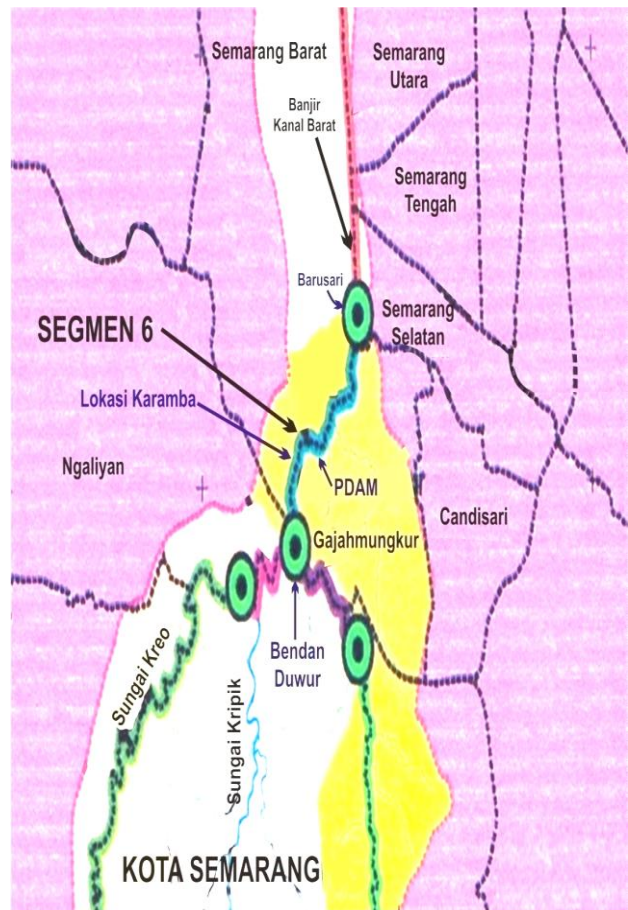 Semarang Barat
Semarang
Utara
Banjir
Kanal Barat
Semarang
Tengah
Barusari
Semarang
Selatan
SEGMEN 6
Lokasi Karamba
Ngaliyan
PDAM
Candisari
Gajahmungkur
Bendan
Duwur
Sungai Kreo
Sungai Kripik
KOTA SEMARANG